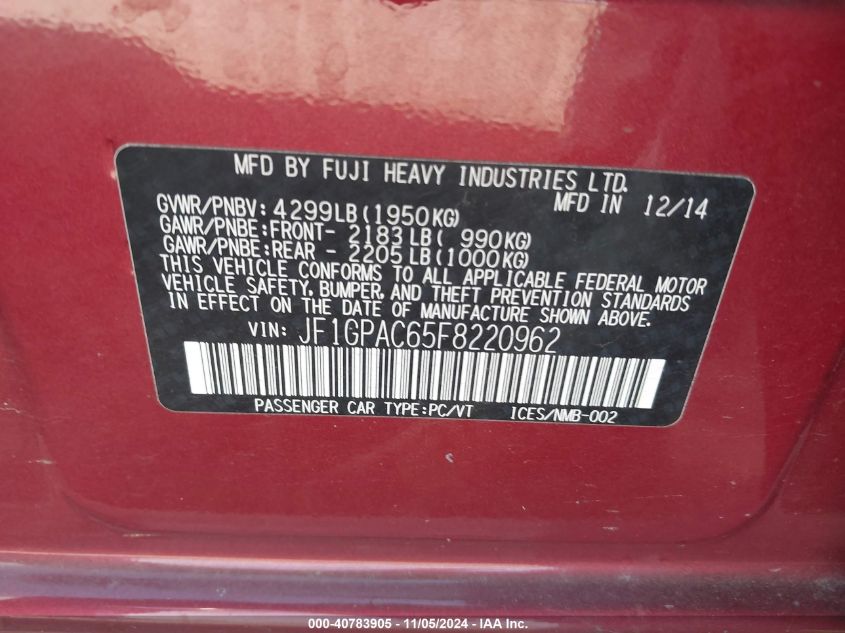 MFD BY FUJI HEAVY INDUSTRIES LTD.
GVWR/PNBV: 4299LB (1950KG) MFD IN 12/14
GAWR/PNBE:FRONT- 2183LB ( 990KG)
GAWR/PNBE:REAR - 2205LB (1000KG)
THIS VEHICLE CONFORMS TO ALL APPLICABLE FEDERAL MOTOR
VEHICLE SAFETY, BUMPER, AND THEFT PREVENTION STANDARDS
IN EFFECT ON THE DATE OF MANUFACTURE SHOWN ABOVE.
VIN: JF1GPAC65F8220962
PASSENGER CAR TYPE:PC/VT ICES/NMB-002
000-40783905 - 11/05/2024 - IAA Inc.